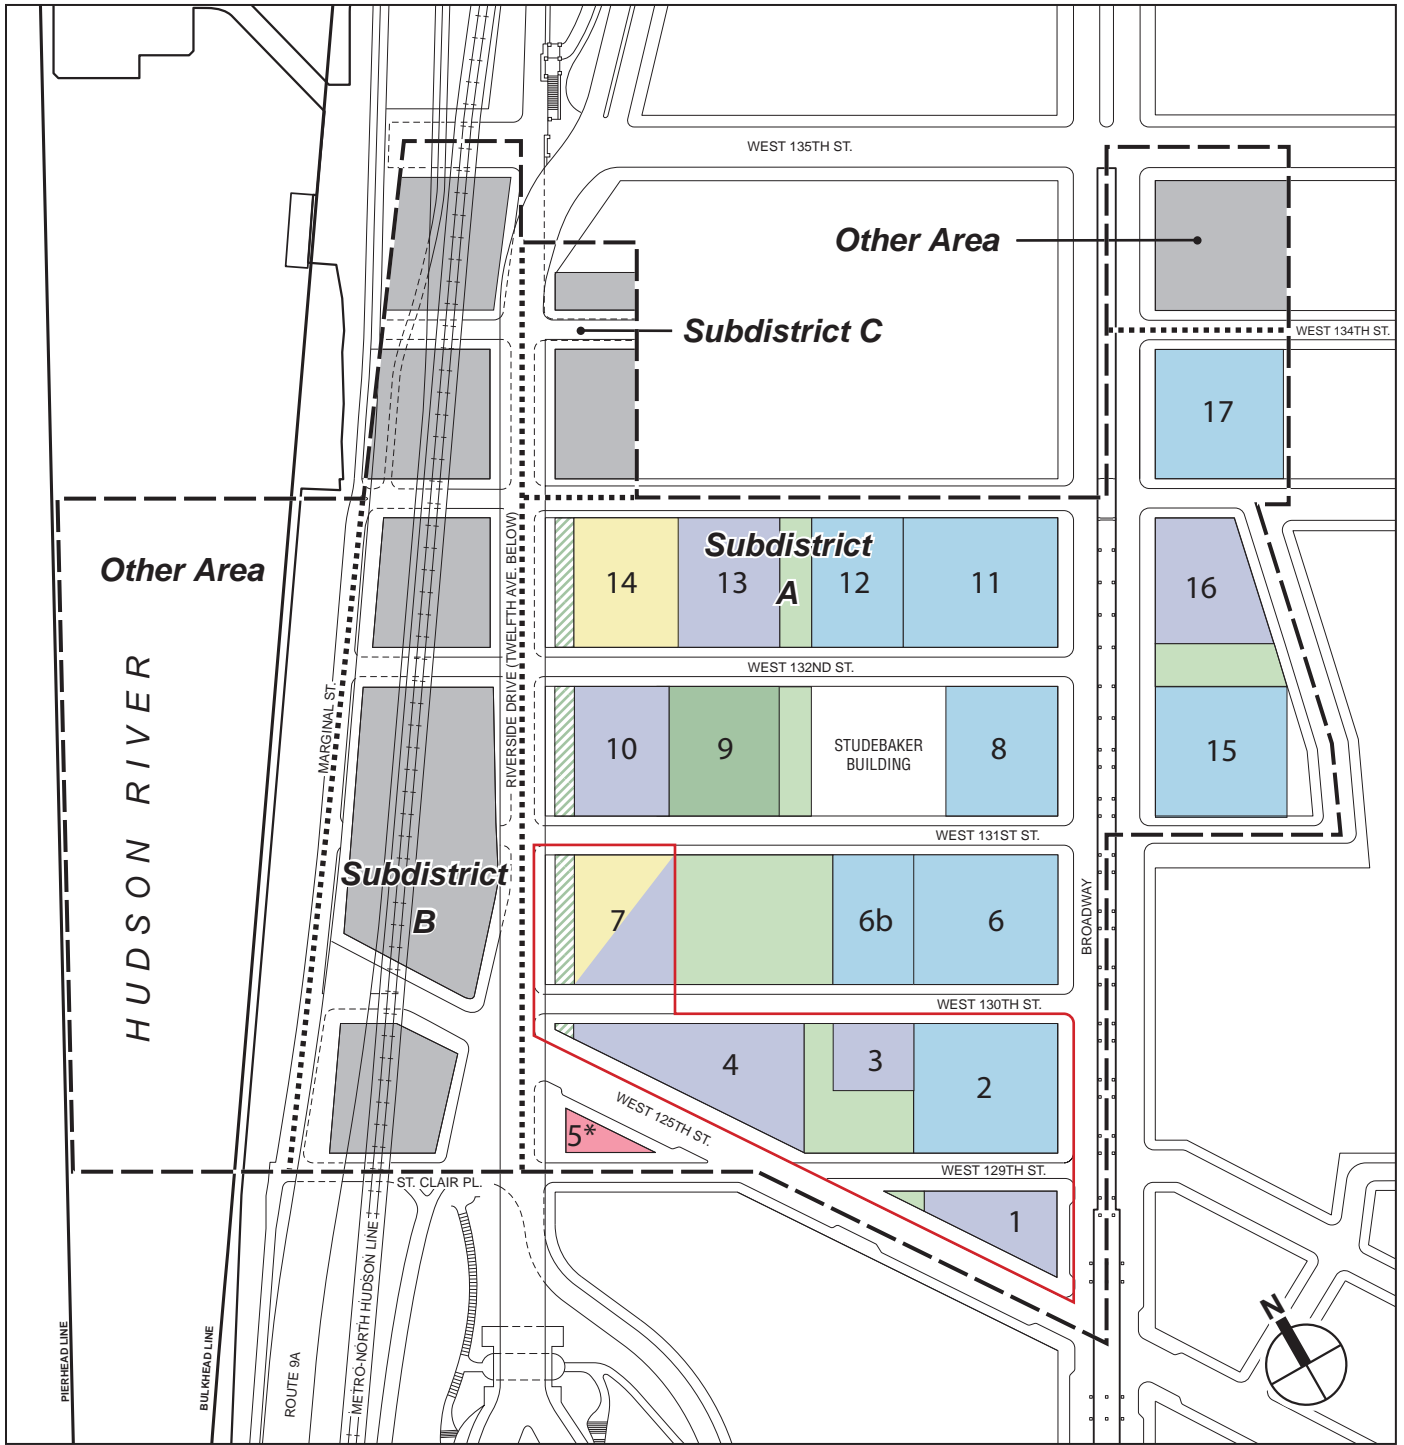 WEST 135TH ST.
Other Area
Subdistrict C
WEST 134TH ST.
17
Other Area
HUDSON RIVER
MARGINAL ST.
RIVERSIDE DRIVE (TWELFTH AVE. BELOW)
14
13
Subdistrict
A
12
11
16
WEST 132ND ST.
10
9
STUDEBAKER
BUILDING
8
15
WEST 131ST ST.
Subdistrict
B
7
6b
6
BROADWAY
WEST 130TH ST.
4
3
2
5*
WEST 125TH ST.
WEST 129TH ST.
ST. CLAIR PL.
1
PIERHEAD LINE
BULKHEAD LINE
ROUTE 9A
METRO-NORTH HUDSON LINE
N